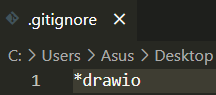 .gitignore ×
C: > Users > Asus > Desktop
1 *drawio